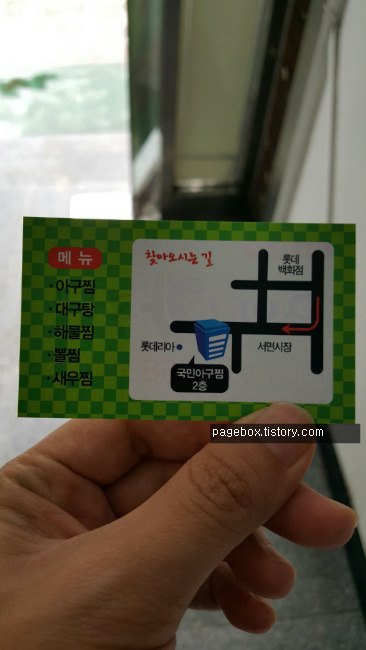 메 뉴
·아구찜
·대구탕
·해물찜
·뽈찜
·새우찜
찾아오시는 길
롯데
백화점
롯데리아
서면시장
국민아구찜
2층
pagebox.tistory.com